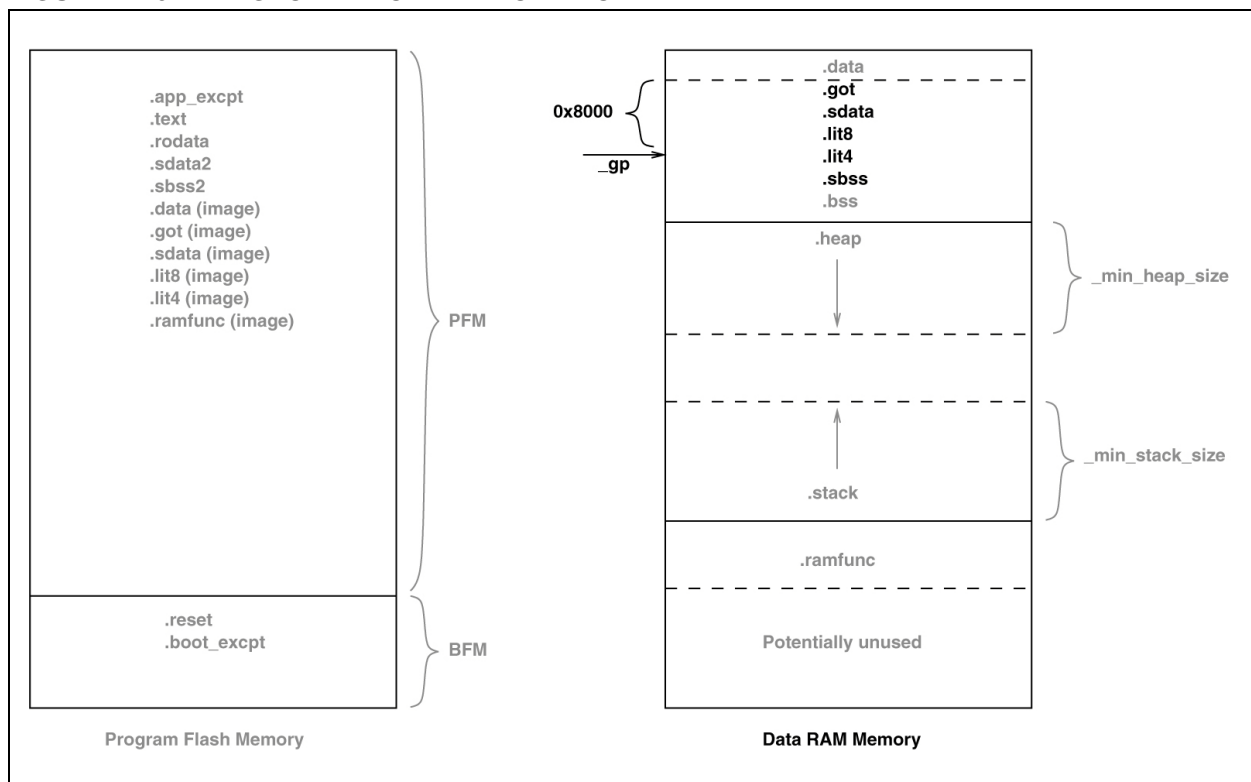 .app_excpt
.text
.rodata
.sdata2
.sbss2
.data (image)
.got (image)
.sdata (image)
.lit8 (image)
.lit4 (image)
.ramfunc (image)
PFM
.reset
.boot_excpt
BFM
Program Flash Memory
.data
0x8000
.got
.sdata
.lit8
_gp
.lit4
.sbss
.bss
.heap
_min_heap_size
_min_stack_size
.stack
.ramfunc
Potentially unused
Data RAM Memory